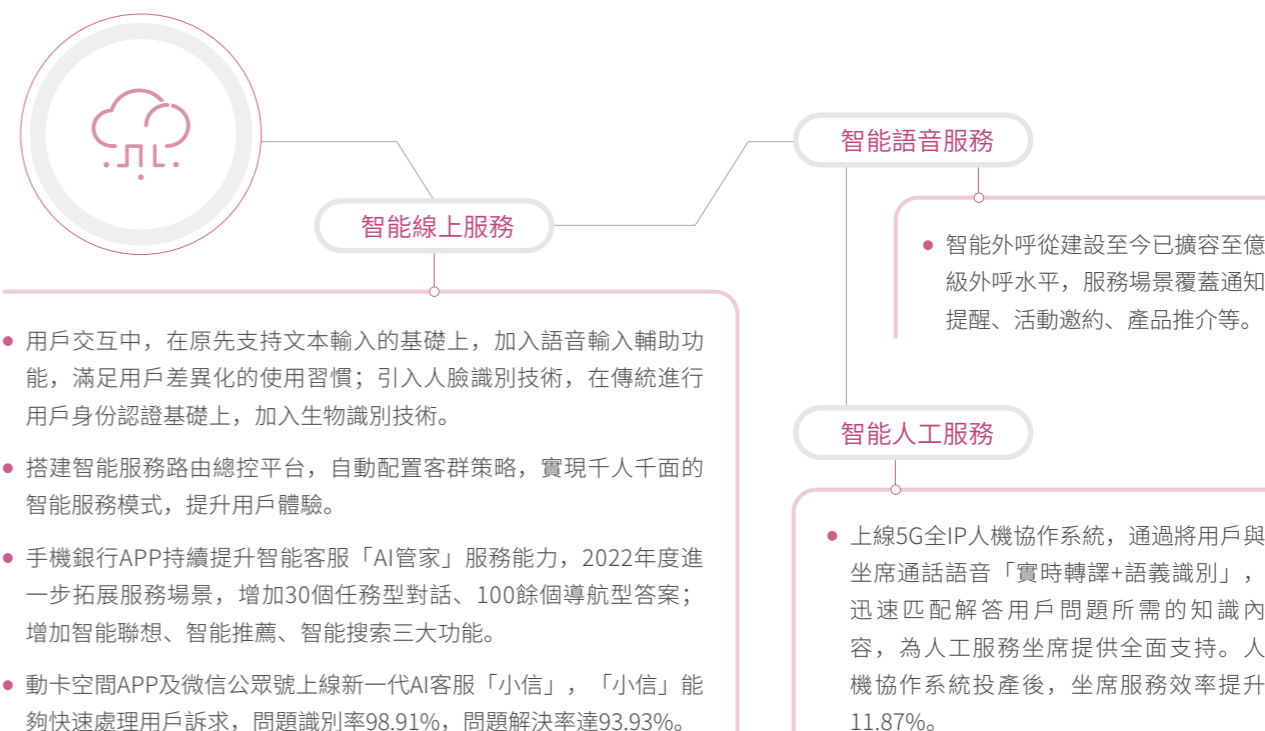 智能線上服務
用戶交互中，在原先支持文本輸入的基礎上，加入語音輸入輔助功
能，滿足用戶差異化的使用習慣；引入人臉識別技術，在傳統進行
用戶身份認證基礎上，加入生物識別技術。
搭建智能服務路由總控平台，自動配置客群策略，實現千人千面的
智能服務模式，提升用戶體驗。
手機銀行APP持續提升智能客服「AI管家」服務能力，2022年度進
一步拓展服務場景，增加30個任務型對話、100餘個導航型答案；
增加智能聯想、智能推薦、智能搜索三大功能。
動卡空間APP及微信公眾號上線新一代AI客服「小信」，「小信」能
夠快速處理用戶訴求，問題識別率98.91%，問題解決率達93.93%。
智能語音服務
智能外呼從建設至今已擴容至億
級外呼水平，服務場景覆蓋通知
提醒、活動邀約、產品推介等。
智能人工服務
上線5G全IP人機協作系統，通過將用戶與
坐席通話語音「實時轉譯+語義識別」，
迅速匹配解答用戶問題所需的知識內
容，為人工服務坐席提供全面支持。人
機協作系統投產後，坐席服務效率提升
11.87%。